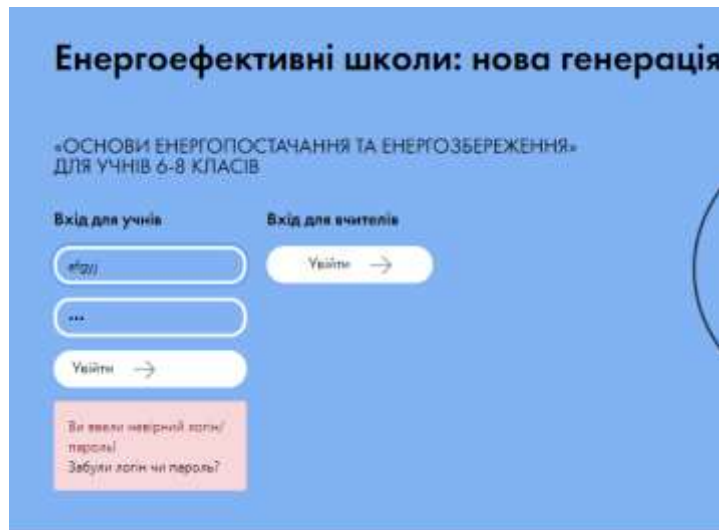 Енергоефективні школи: нова генерація
«ОСНОВИ ЕНЕРГОПОСТАЧАННЯ ТА ЕНЕРГОЗБЕРЕЖЕННЯ»
ДЛЯ УЧНІВ 6-8 КЛАСІВ
Вхід для учнів
Вхід для вчителів
Увійти
•••
Увійти
Ви ввели невірний логін/
пароль!
Забули логін чи пароль?